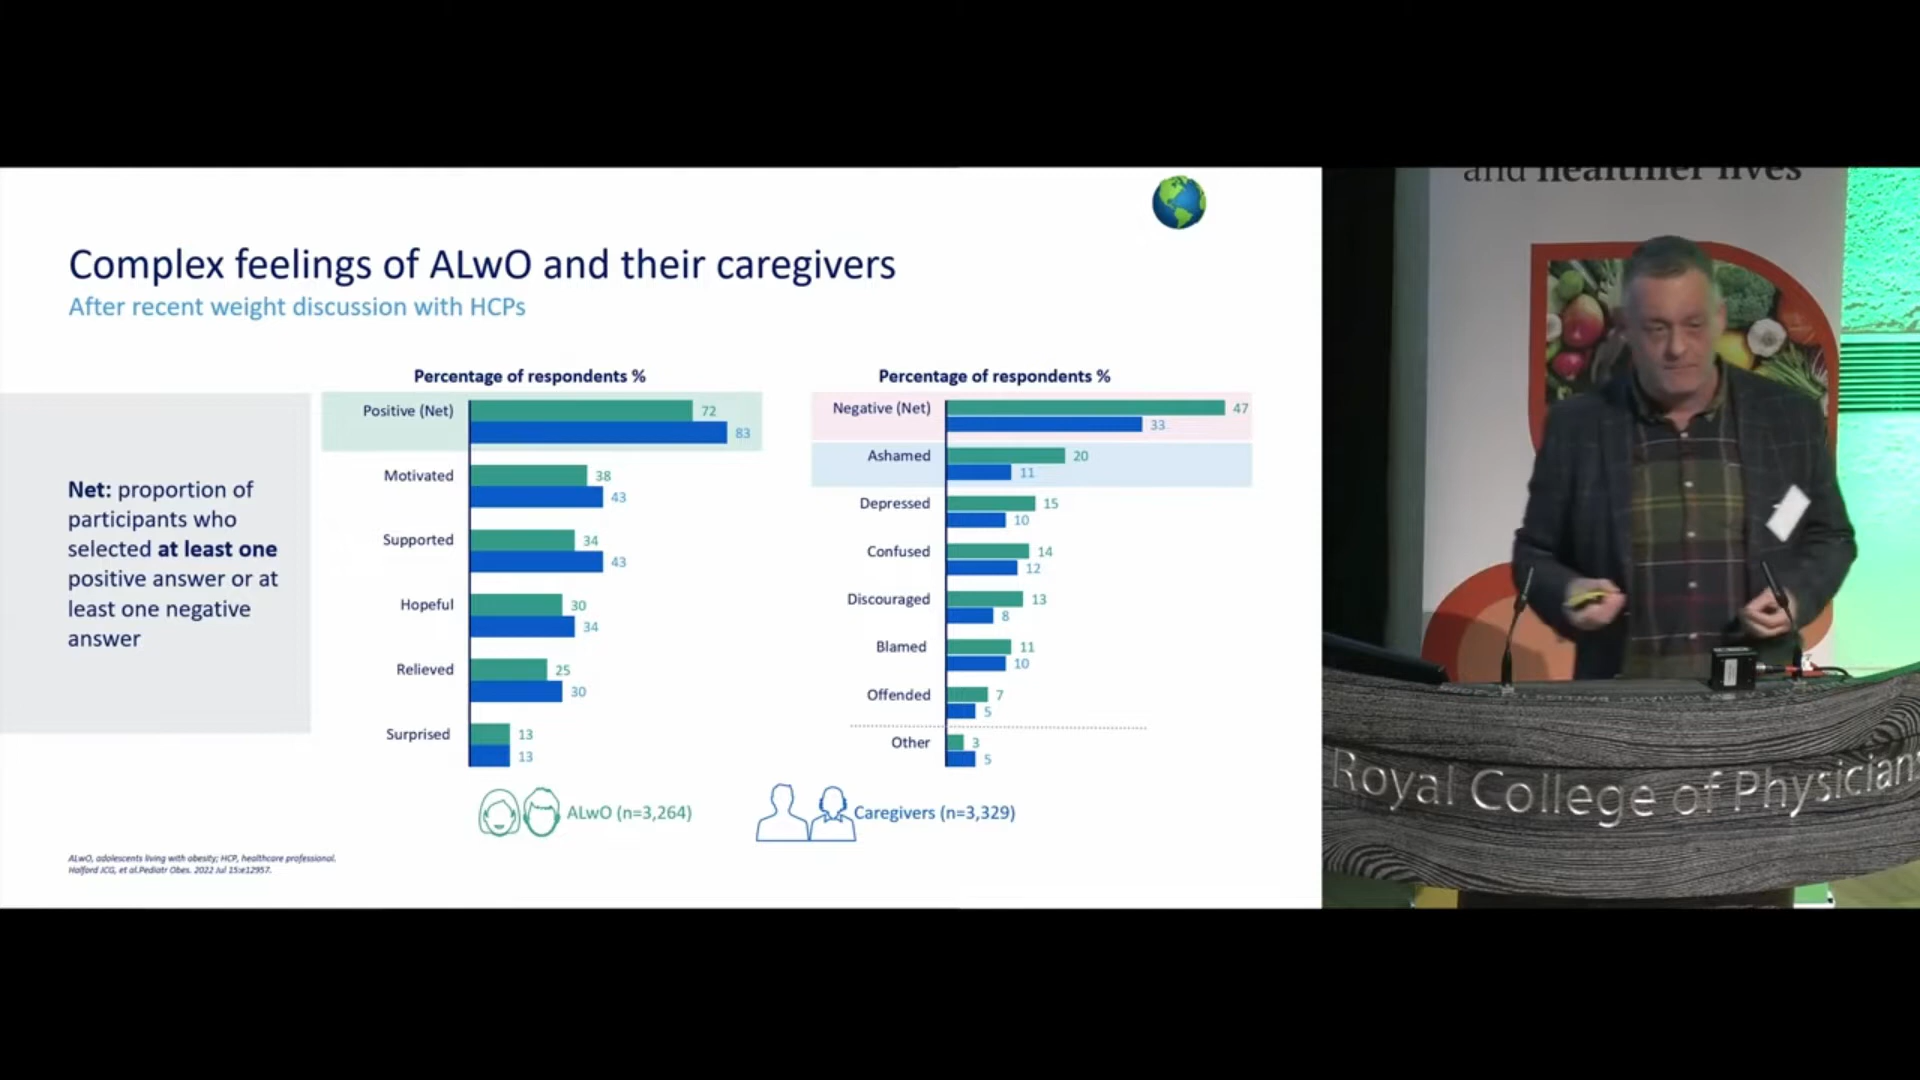 Complex feelings of ALwO and their caregivers
After recent weight discussion with HCPs
Net: proportion of
participants who
selected at least one
positive answer or at
least one negative
answer
Percentage of respondents %
Positive (Net)
72
83
Motivated
38
43
Supported
34
43
Hopeful
30
34
Relieved
25
30
Surprised
13
13
Percentage of respondents %
Negative (Net)
47
33
Ashamed
20
11
Depressed
15
10
Confused
14
12
Discouraged
13
8
Blamed
11
10
Offended
7
5
Other
3
5
ALwO (n=3,264)
Caregivers (n=3,329)
ALwO, adolescents living with obesity; HCP, healthcare professional.
Halford JCG, et al.Pediatr Obes. 2022 Jul 15:e12957.
and healthier lives
Royal College of Physician